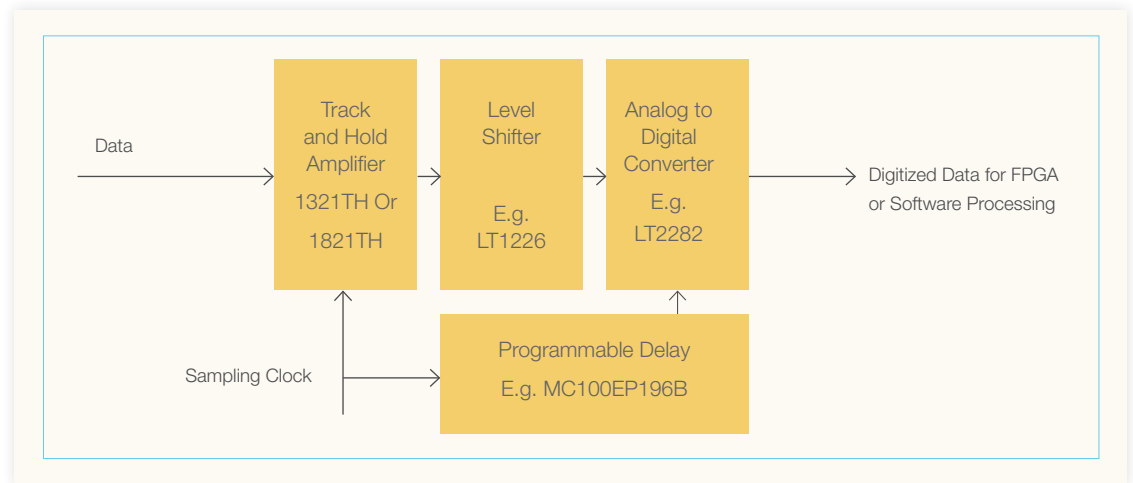 Data
Track
and Hold
Amplifier
1321TH Or
1821TH
Level
Shifter
E.g.
LT1226
Analog to
Digital
Converter
E.g.
LT2282
Digitized Data for FPGA
or Software Processing
Sampling Clock
Programmable Delay
E.g. MC100EP196B